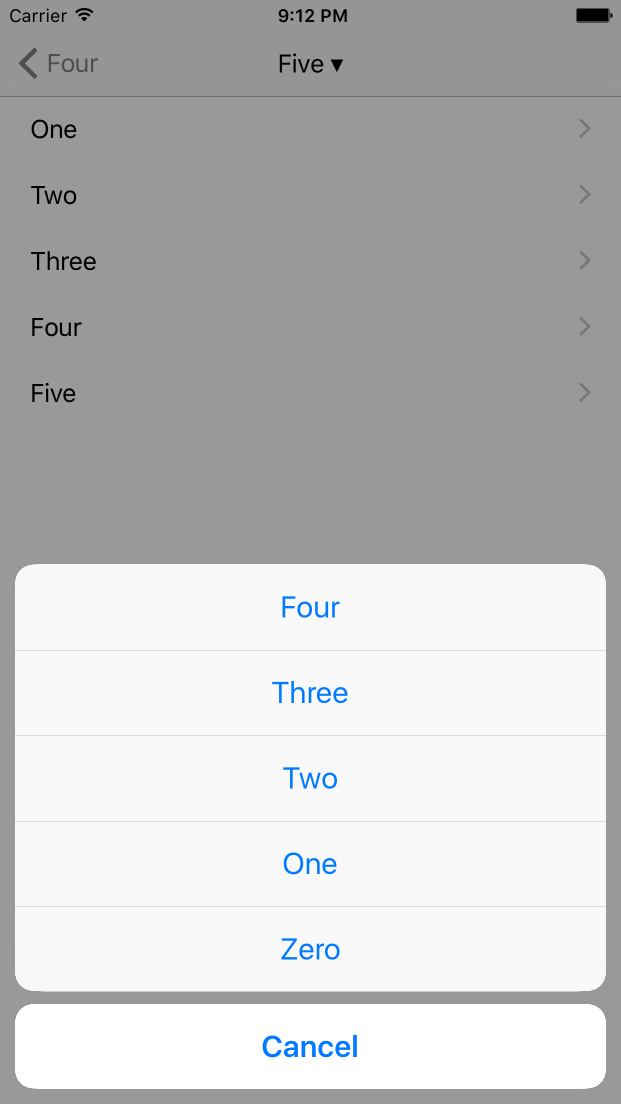 Carrier 9:12 PM
Four Five ▾
One
Two
Three
Four
Five
Four
Three
Two
One
Zero
Cancel